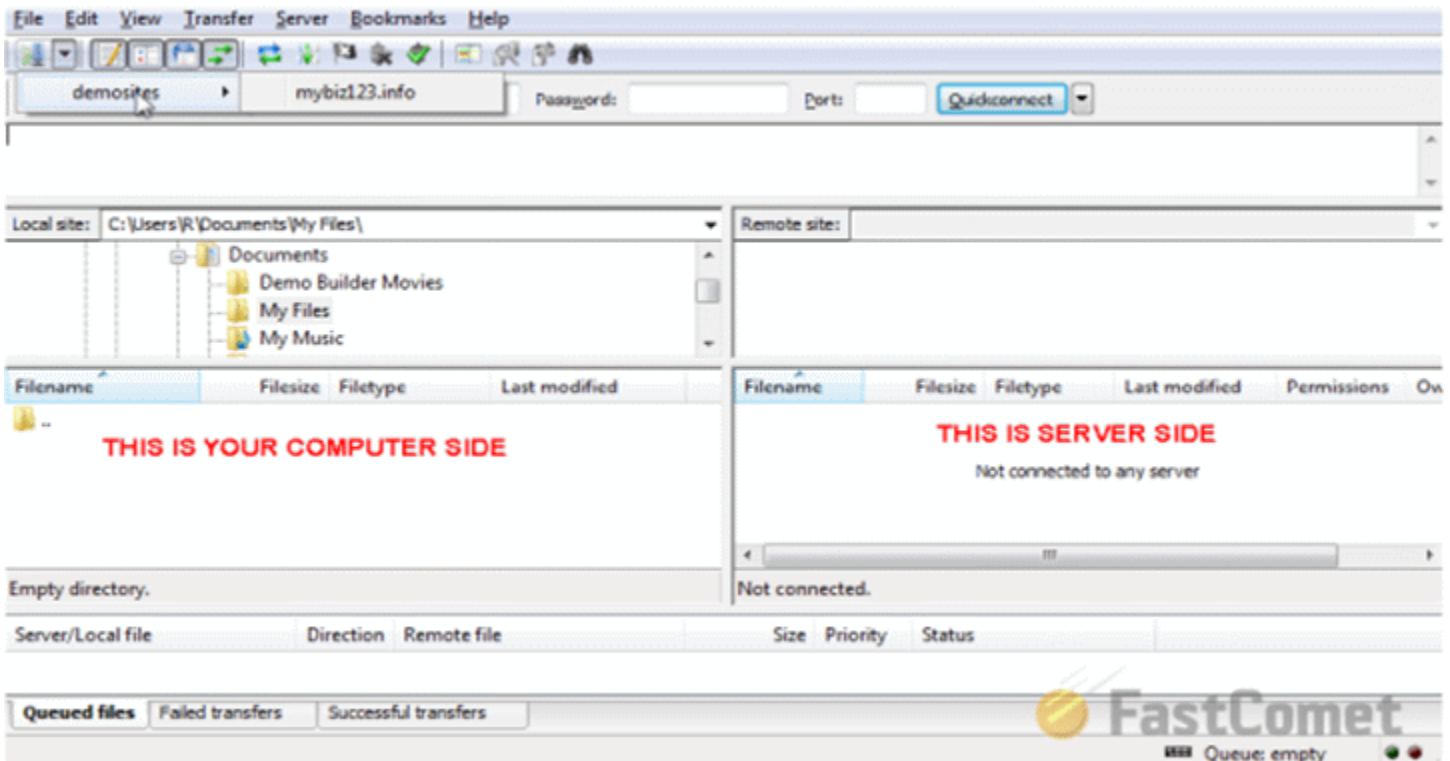 File Edit View Transfer Server Bookmarks Help
demosites mybiz123.info Password: Port: Quickconnect
Local site: C:\Users\R\Documents\My Files\ Remote site:
Documents
Demo Builder Movies
My Files
My Music
Filename Filesize Filetype Last modified Filename Filesize Filetype Last modified Permissions Ow
..
THIS IS YOUR COMPUTER SIDE THIS IS SERVER SIDE
Not connected to any server
Empty directory. Not connected.
Server/Local file Direction Remote file Size Priority Status
Queued files Failed transfers Successful transfers
FastComet
Queue: empty